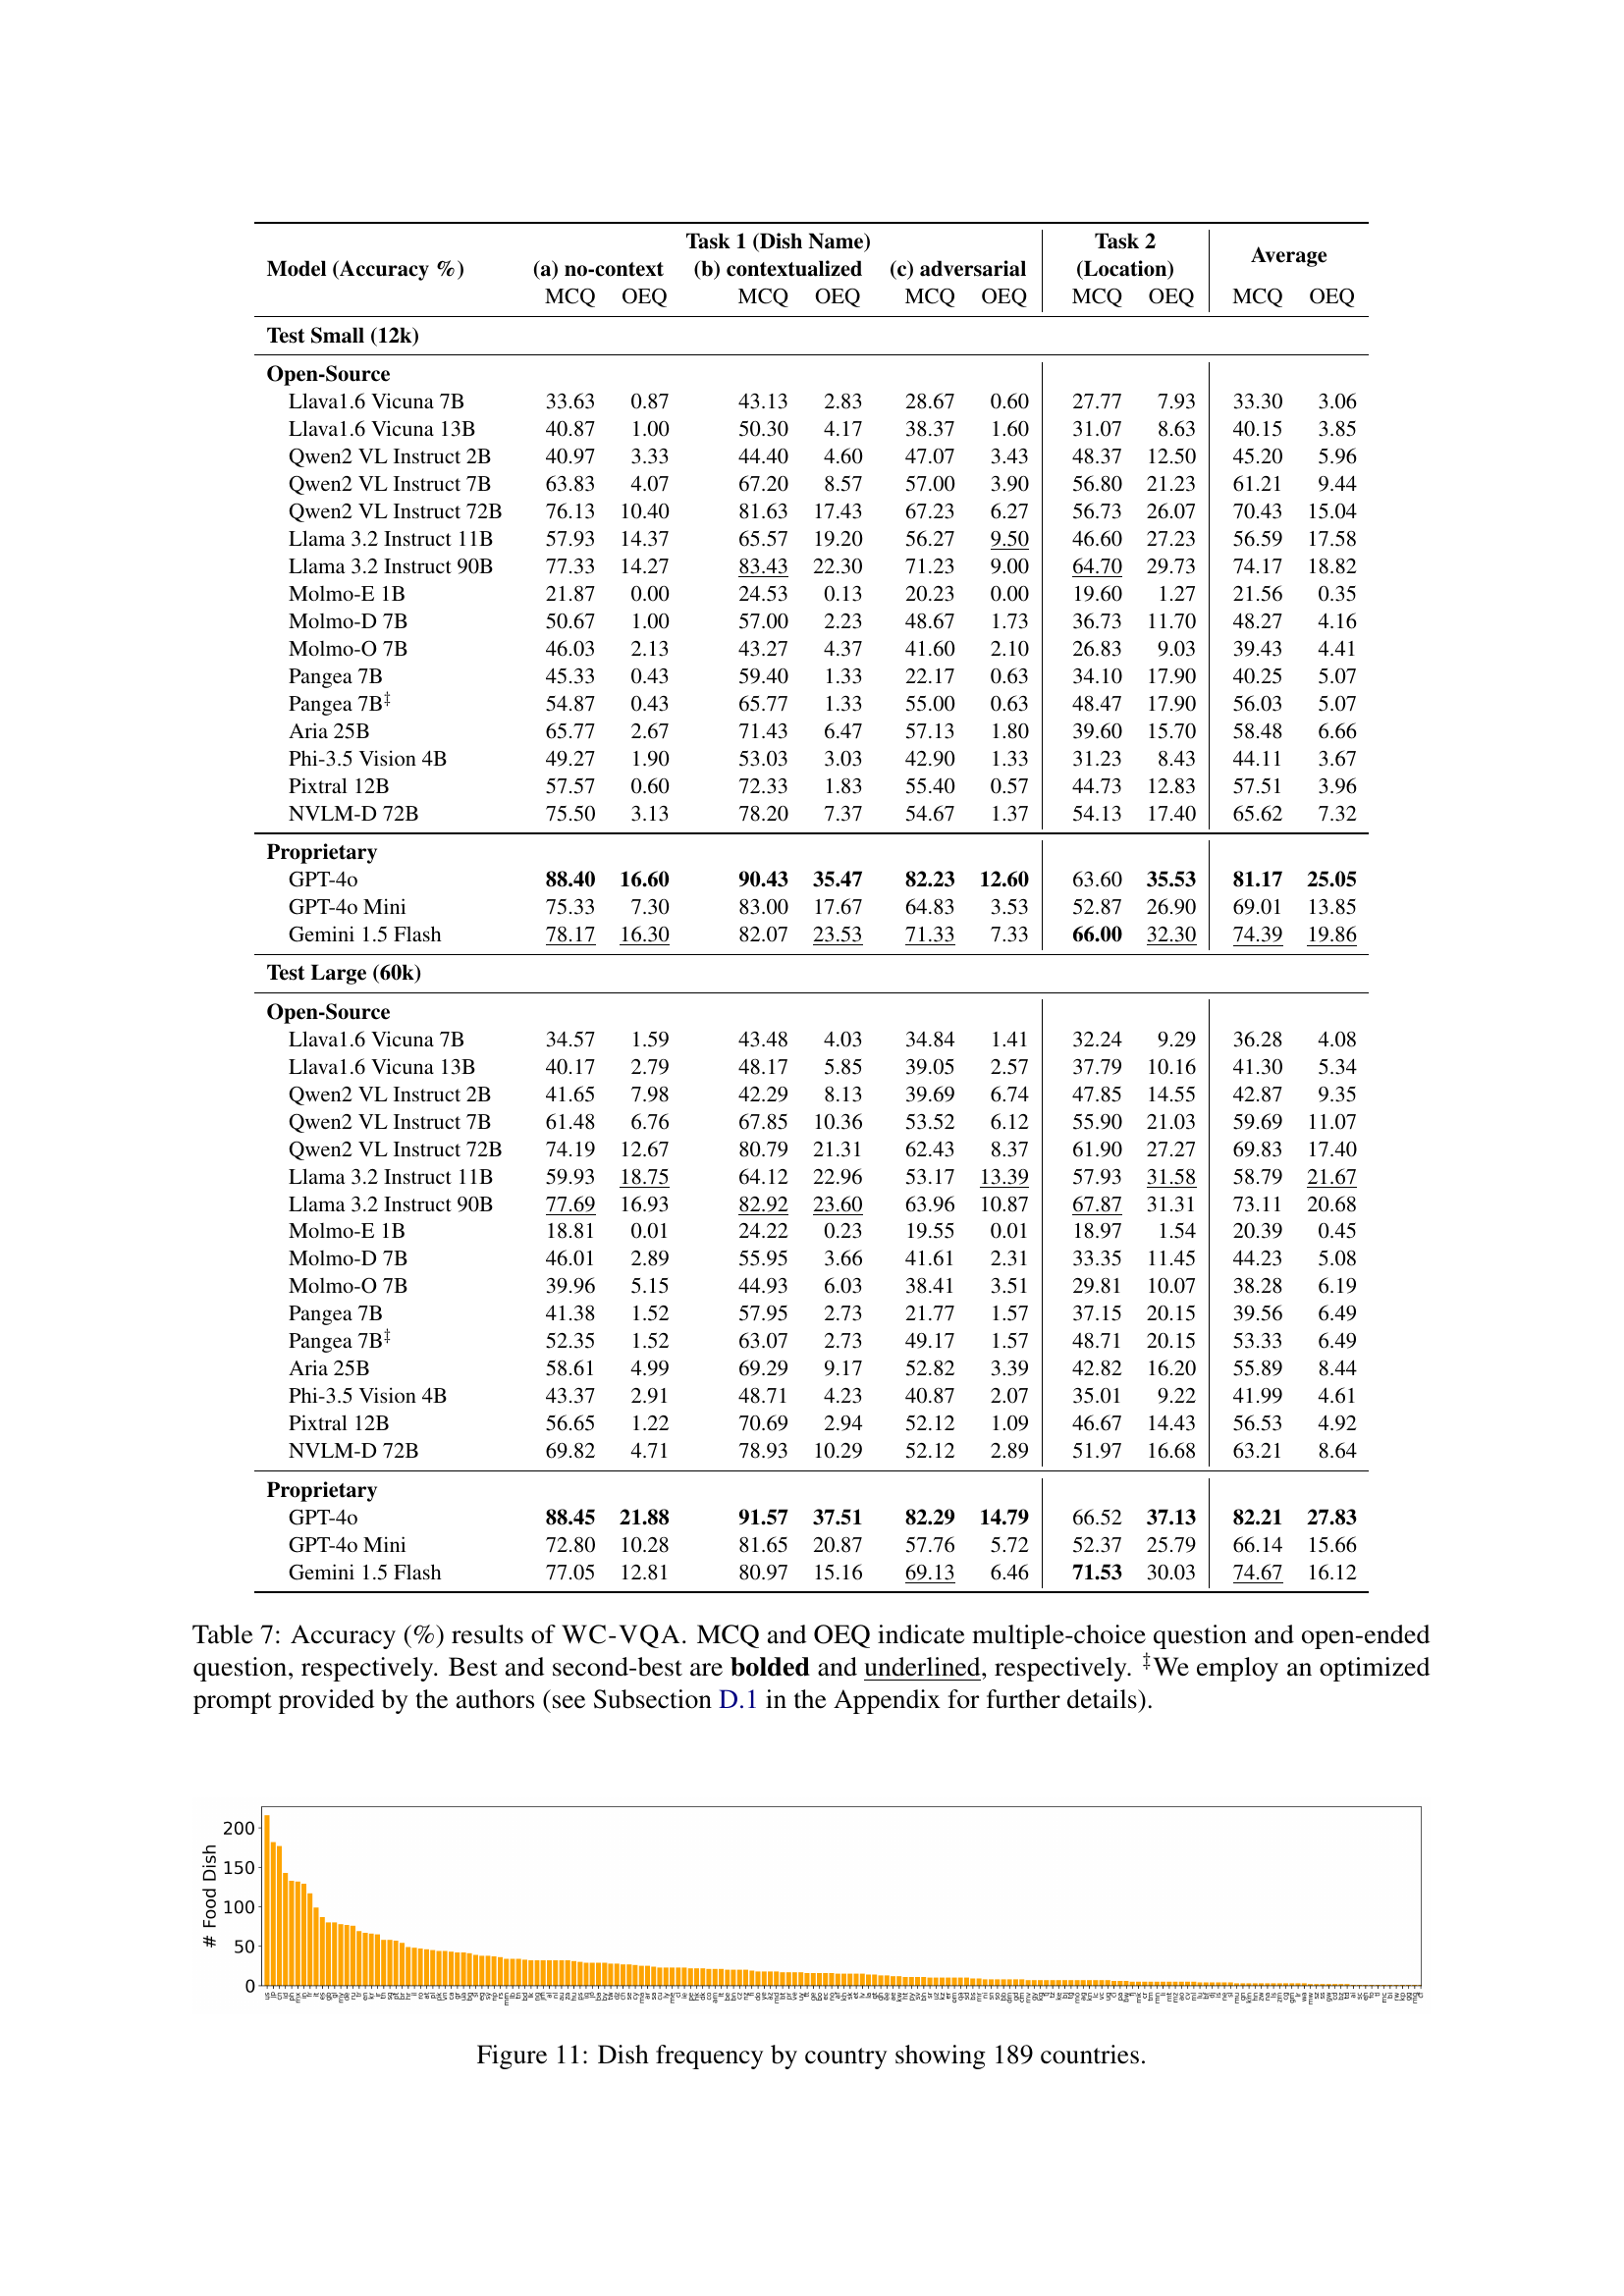 Task 1 (Dish Name) Task 2 Average
Model (Accuracy %) (a) no-context (b) contextualized (c) adversarial (Location)
MCQ OEQ MCQ OEQ MCQ OEQ MCQ OEQ MCQ OEQ
Test Small (12k)
Open-Source
Llava1.6 Vicuna 7B 33.63 0.87 43.13 2.83 28.67 0.60 27.77 7.93 33.30 3.06
Llava1.6 Vicuna 13B 40.87 1.00 50.30 4.17 38.37 1.60 31.07 8.63 40.15 3.85
Qwen2 VL Instruct 2B 40.97 3.33 44.40 4.60 47.07 3.43 48.37 12.50 45.20 5.96
Qwen2 VL Instruct 7B 63.83 4.07 67.20 8.57 57.00 3.90 56.80 21.23 61.21 9.44
Qwen2 VL Instruct 72B 76.13 10.40 81.63 17.43 67.23 6.27 56.73 26.07 70.43 15.04
Llama 3.2 Instruct 11B 57.93 14.37 65.57 19.20 56.27 9.50 46.60 27.23 56.59 17.58
Llama 3.2 Instruct 90B 77.33 14.27 83.43 22.30 71.23 9.00 64.70 29.73 74.17 18.82
Molmo-E 1B 21.87 0.00 24.53 0.13 20.23 0.00 19.60 1.27 21.56 0.35
Molmo-D 7B 50.67 1.00 57.00 2.23 48.67 1.73 36.73 11.70 48.27 4.16
Molmo-O 7B 46.03 2.13 43.27 4.37 41.60 2.10 26.83 9.03 39.43 4.41
Pangea 7B 45.33 0.43 59.40 1.33 22.17 0.63 34.10 17.90 40.25 5.07
Pangea 7B‡ 54.87 0.43 65.77 1.33 55.00 0.63 48.47 17.90 56.03 5.07
Aria 25B 65.77 2.67 71.43 6.47 57.13 1.80 39.60 15.70 58.48 6.66
Phi-3.5 Vision 4B 49.27 1.90 53.03 3.03 42.90 1.33 31.23 8.43 44.11 3.67
Pixtral 12B 57.57 0.60 72.33 1.83 55.40 0.57 44.73 12.83 57.51 3.96
NVLM-D 72B 75.50 3.13 78.20 7.37 54.67 1.37 54.13 17.40 65.62 7.32
Proprietary
GPT-4o 88.40 16.60 90.43 35.47 82.23 12.60 63.60 35.53 81.17 25.05
GPT-4o Mini 75.33 7.30 83.00 17.67 64.83 3.53 52.87 26.90 69.01 13.85
Gemini 1.5 Flash 78.17 16.30 82.07 23.53 71.33 7.33 66.00 32.30 74.39 19.86
Test Large (60k)
Open-Source
Llava1.6 Vicuna 7B 34.57 1.59 43.48 4.03 34.84 1.41 32.24 9.29 36.28 4.08
Llava1.6 Vicuna 13B 40.17 2.79 48.17 5.85 39.05 2.57 37.79 10.16 41.30 5.34
Qwen2 VL Instruct 2B 41.65 7.98 42.29 8.13 39.69 6.74 47.85 14.55 42.87 9.35
Qwen2 VL Instruct 7B 61.48 6.76 67.85 10.36 53.52 6.12 55.90 21.03 59.69 11.07
Qwen2 VL Instruct 72B 74.19 12.67 80.79 21.31 62.43 8.37 61.90 27.27 69.83 17.40
Llama 3.2 Instruct 11B 59.93 18.75 64.12 22.96 53.17 13.39 57.93 31.58 58.79 21.67
Llama 3.2 Instruct 90B 77.69 16.93 82.92 23.60 63.96 10.87 67.87 31.31 73.11 20.68
Molmo-E 1B 18.81 0.01 24.22 0.23 19.55 0.01 18.97 1.54 20.39 0.45
Molmo-D 7B 46.01 2.89 55.95 3.66 41.61 2.31 33.35 11.45 44.23 5.08
Molmo-O 7B 39.96 5.15 44.93 6.03 38.41 3.51 29.81 10.07 38.28 6.19
Pangea 7B 41.38 1.52 57.95 2.73 21.77 1.57 37.15 20.15 39.56 6.49
Pangea 7B‡ 52.35 1.52 63.07 2.73 49.17 1.57 48.71 20.15 53.33 6.49
Aria 25B 58.61 4.99 69.29 9.17 52.82 3.39 42.82 16.20 55.89 8.44
Phi-3.5 Vision 4B 43.37 2.91 48.71 4.23 40.87 2.07 35.01 9.22 41.99 4.61
Pixtral 12B 56.65 1.22 70.69 2.94 52.12 1.09 46.67 14.43 56.53 4.92
NVLM-D 72B 69.82 4.71 78.93 10.29 52.12 2.89 51.97 16.68 63.21 8.64
Proprietary
GPT-4o 88.45 21.88 91.57 37.51 82.29 14.79 66.52 37.13 82.21 27.83
GPT-4o Mini 72.80 10.28 81.65 20.87 57.76 5.72 52.37 25.79 66.14 15.66
Gemini 1.5 Flash 77.05 12.81 80.97 15.16 69.13 6.46 71.53 30.03 74.67 16.12
Table 7: Accuracy (%) results of WC-VQA. MCQ and OEQ indicate multiple-choice question and open-ended
question, respectively. Best and second-best are bolded and underlined, respectively. ‡We employ an optimized
prompt provided by the authors (see Subsection D.1 in the Appendix for further details).
# Food Dish
200
150
100
50
0
Figure 11: Dish frequency by country showing 189 countries.